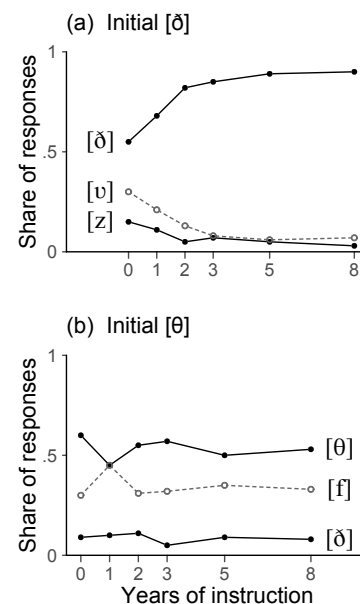 (a) Initial [ð]
Share of responses
1
.5
0
[ð]
[ʋ]
[z]
0 1 2 3 5 8
(b) Initial [θ]
Share of responses
1
.5
0
[θ]
[f]
[ð]
0 1 2 3 5 8
Years of instruction